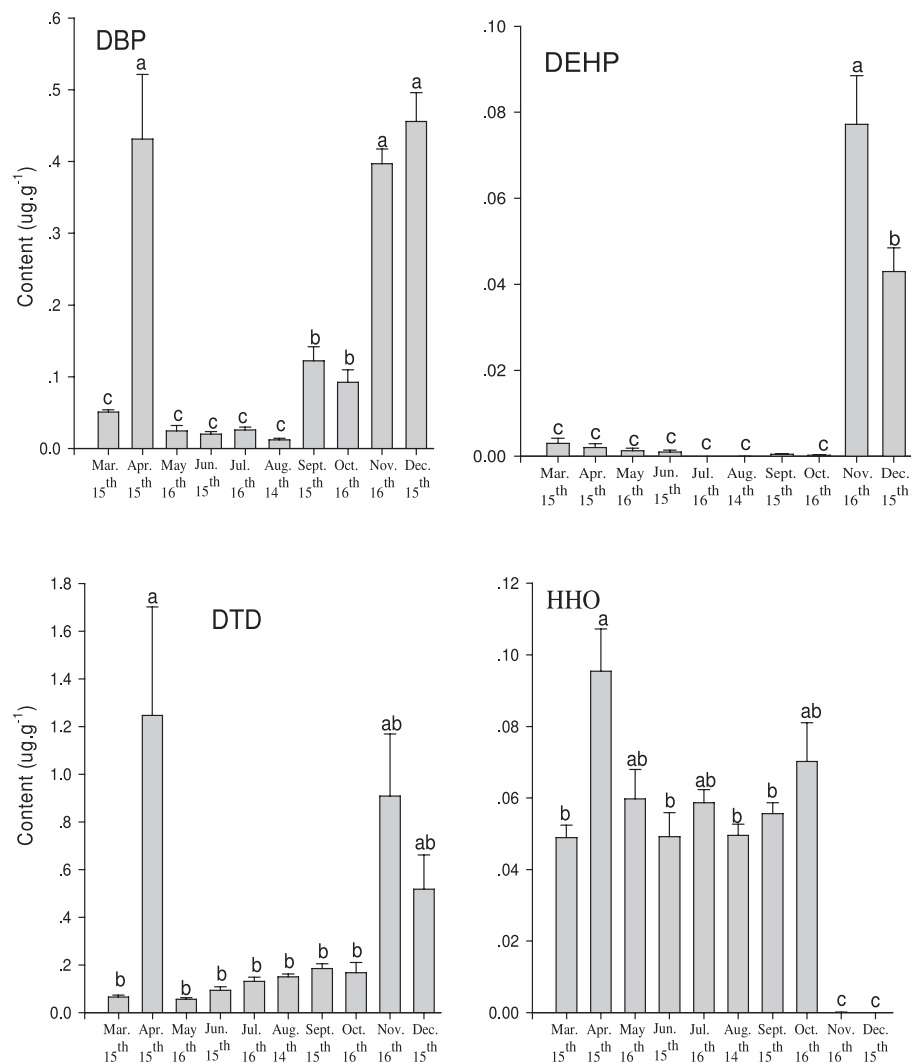 DBP
Content (ug.g-1)
.6
.5
.4
.3
.2
.1
0.0
c
a
c
c
c
c
b
b
a
a
Mar. Apr. May Jun. Jul. Aug. Sept. Oct. Nov. Dec.
15th 15th 16th 15th 16th 14th 15th 16th 16th 15th
DEHP
.10
.08
.06
.04
.02
0.00
c
c
c
c
c
c
c
a
b
Mar. Apr. May Jun. Jul. Aug. Sept. Oct. Nov. Dec.
15th 15th 16th 15th 16th 14th 15th 16th 16th 15th
DTD
Content (ug.g-1)
1.8
1.6
1.4
1.2
1.0
.8
.6
.4
.2
0.0
b
a
b
b
b
b
b
b
ab
ab
Mar. Apr. May Jun. Jul. Aug. Sept. Oct. Nov. Dec.
15th 15th 16th 15th 16th 14th 15th 16th 16th 15th
HHO
.12
.10
.08
.06
.04
.02
0.00
b
a
ab
b
ab
b
b
ab
c
c
Mar. Apr. May Jun. Jul. Aug. Sept. Oct. Nov. Dec.
15th 15th 16th 15th 16th 14th 15th 16th 16th 15th